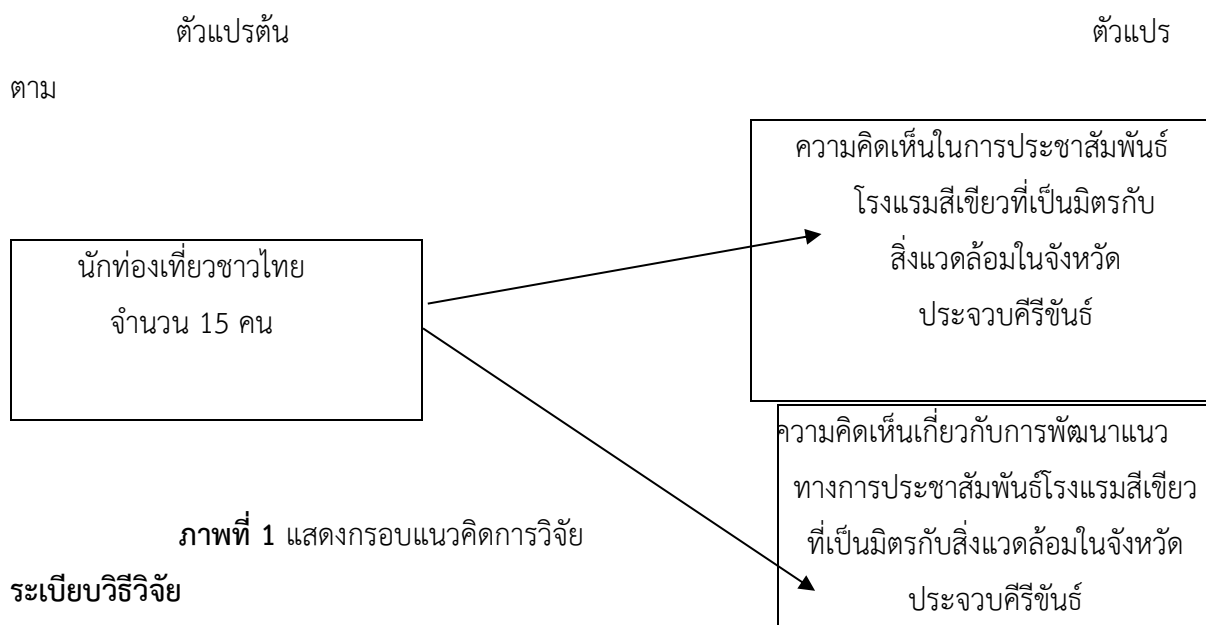 ตัวแปรต้น ตัวแปร
ตาม
ความคิดเห็นในการประชาสัมพันธ์
โรงแรมสีเขียวที่เป็นมิตรกับ
สิ่งแวดล้อมในจังหวัด
ประจวบคีรีขันธ์
นักท่องเที่ยวชาวไทย
จำนวน 15 คน
ความคิดเห็นเกี่ยวกับการพัฒนาแนว
ทางการประชาสัมพันธ์โรงแรมสีเขียว
ที่เป็นมิตรกับสิ่งแวดล้อมในจังหวัด
ประจวบคีรีขันธ์
ภาพที่ 1 แสดงกรอบแนวคิดการวิจัย
ระเบียบวิธีวิจัย